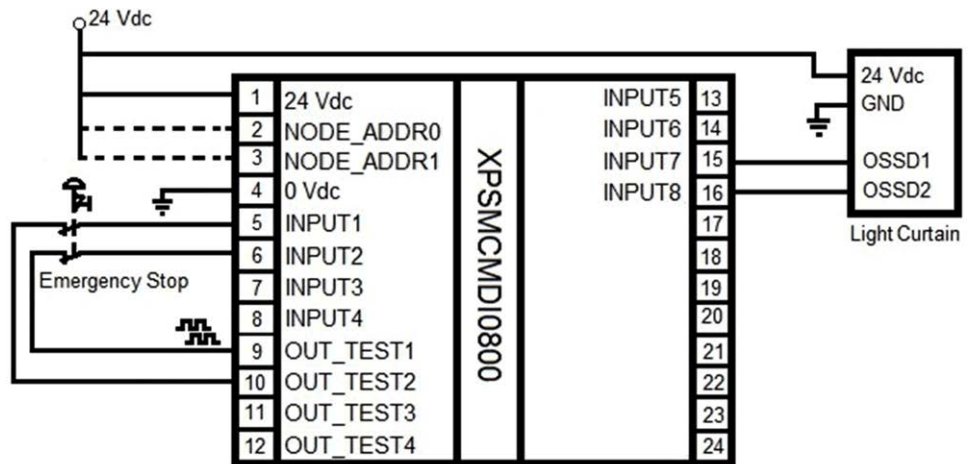 24 Vdc
1 24 Vdc
2 NODE_ADDR0
3 NODE_ADDR1
4 0 Vdc
5 INPUT1
6 INPUT2
7 INPUT3
8 INPUT4
9 OUT_TEST1
10 OUT_TEST2
11 OUT_TEST3
12 OUT_TEST4
Emergency Stop
XPSMCMDI0800
INPUT5 13
INPUT6 14
INPUT7 15
INPUT8 16
17
18
19
20
21
22
23
24
24 Vdc
GND
OSSD1
OSSD2
Light Curtain